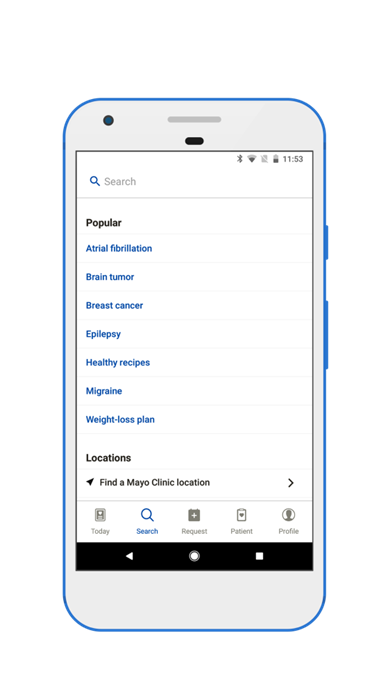 11:53
Search
Popular
Atrial fibrillation
Brain tumor
Breast cancer
Epilepsy
Healthy recipes
Migraine
Weight-loss plan
Locations
Find a Mayo Clinic location
Today Search Request Patient Profile